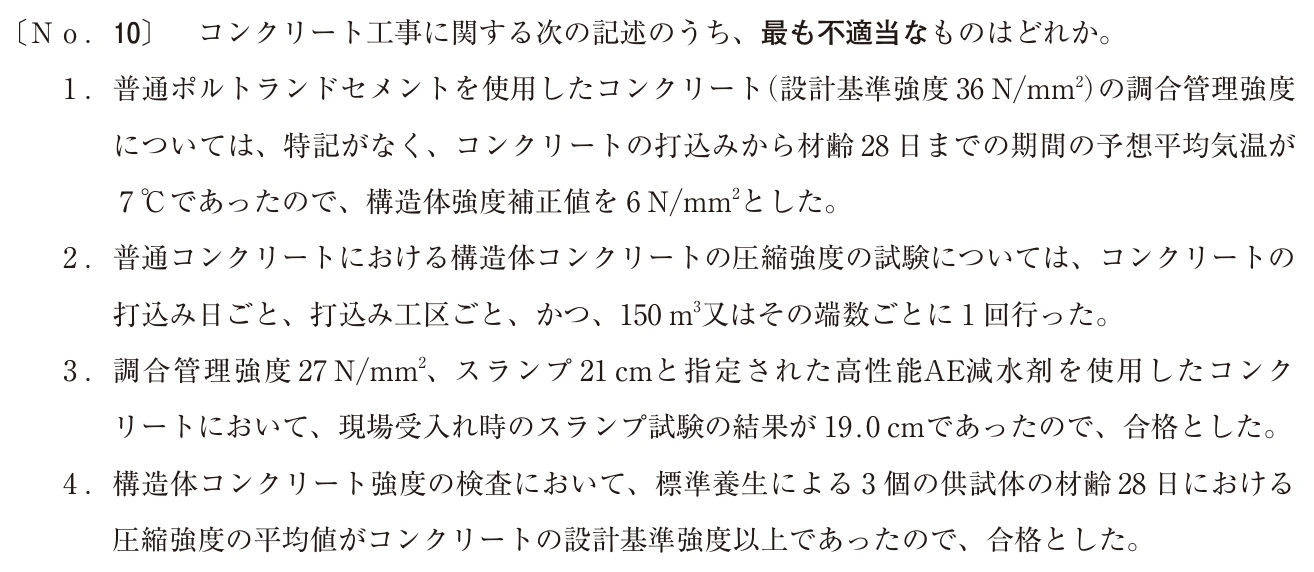 〔No. 10〕 コンクリート工事に関する次の記述のうち、最も不適当なものはどれか。
1. 普通ポルトランドセメントを使用したコンクリート(設計基準強度 36 N/mm²)の調合管理強度
については、特記がなく、コンクリートの打込みから材齢 28 日までの期間の予想平均気温が
7 ℃であったので、構造体強度補正値を 6 N/mm²とした。
2. 普通コンクリートにおける構造体コンクリートの圧縮強度の試験については、コンクリートの
打込み日ごと、打込み工区ごと、かつ、150 m³又はその端数ごとに 1 回行った。
3. 調合管理強度 27 N/mm²、スランプ 21 cmと指定された高性能AE減水剤を使用したコンク
リートにおいて、現場受入れ時のスランプ試験の結果が 19.0 cmであったので、合格とした。
4. 構造体コンクリート強度の検査において、標準養生による 3 個の供試体の材齢 28 日における
圧縮強度の平均値がコンクリートの設計基準強度以上であったので、合格とした。